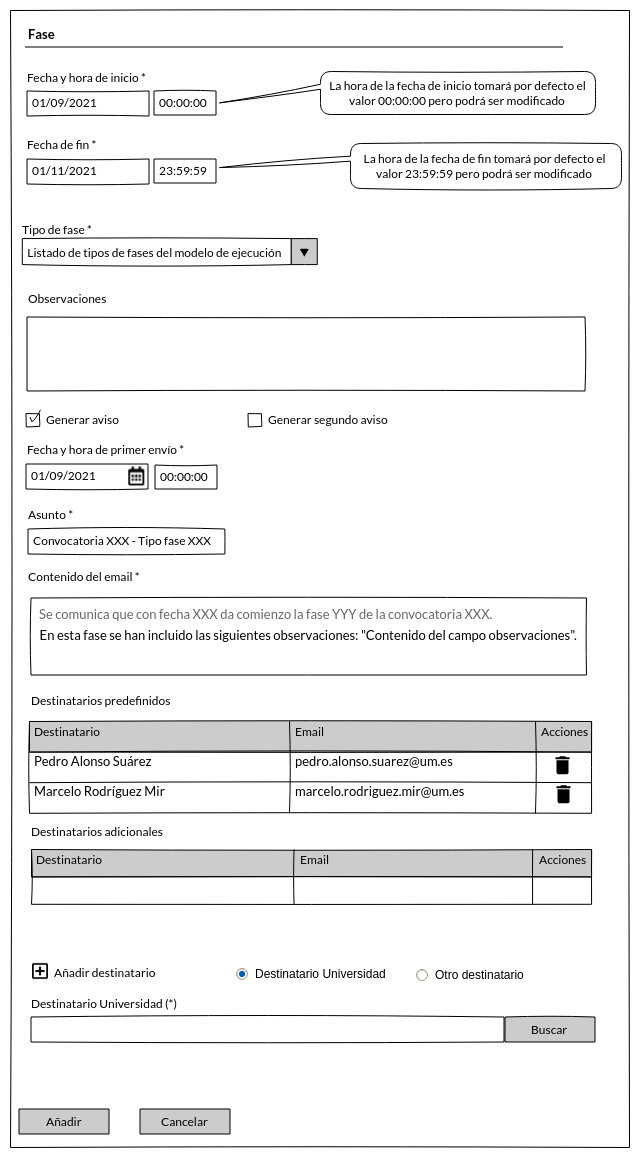 Fase
Fecha y hora de inicio *
01/09/2021 00:00:00
La hora de la fecha de inicio tomará por defecto el
valor 00:00:00 pero podrá ser modificado
Fecha de fin *
01/11/2021 23:59:59
La hora de la fecha de fin tomará por defecto el
valor 23:59:59 pero podrá ser modificado
Tipo de fase *
Listado de tipos de fases del modelo de ejecución
Observaciones
Generar aviso Generar segundo aviso
Fecha y hora de primer envío *
01/09/2021 00:00:00
Asunto *
Convocatoria XXX - Tipo fase XXX
Contenido del email *
Se comunica que con fecha XXX da comienzo la fase YYY de la convocatoria XXX.
En esta fase se han incluido las siguientes observaciones: "Contenido del campo observaciones".
Destinatarios predefinidos
Destinatario Email Acciones
Pedro Alonso Suárez pedro.alonso.suarez@um.es
Marcelo Rodríguez Mir marcelo.rodriguez.mir@um.es
Destinatarios adicionales
Destinatario Email Acciones
Añadir destinatario Destinatario Universidad Otro destinatario
Destinatario Universidad (*)
Buscar
Añadir Cancelar